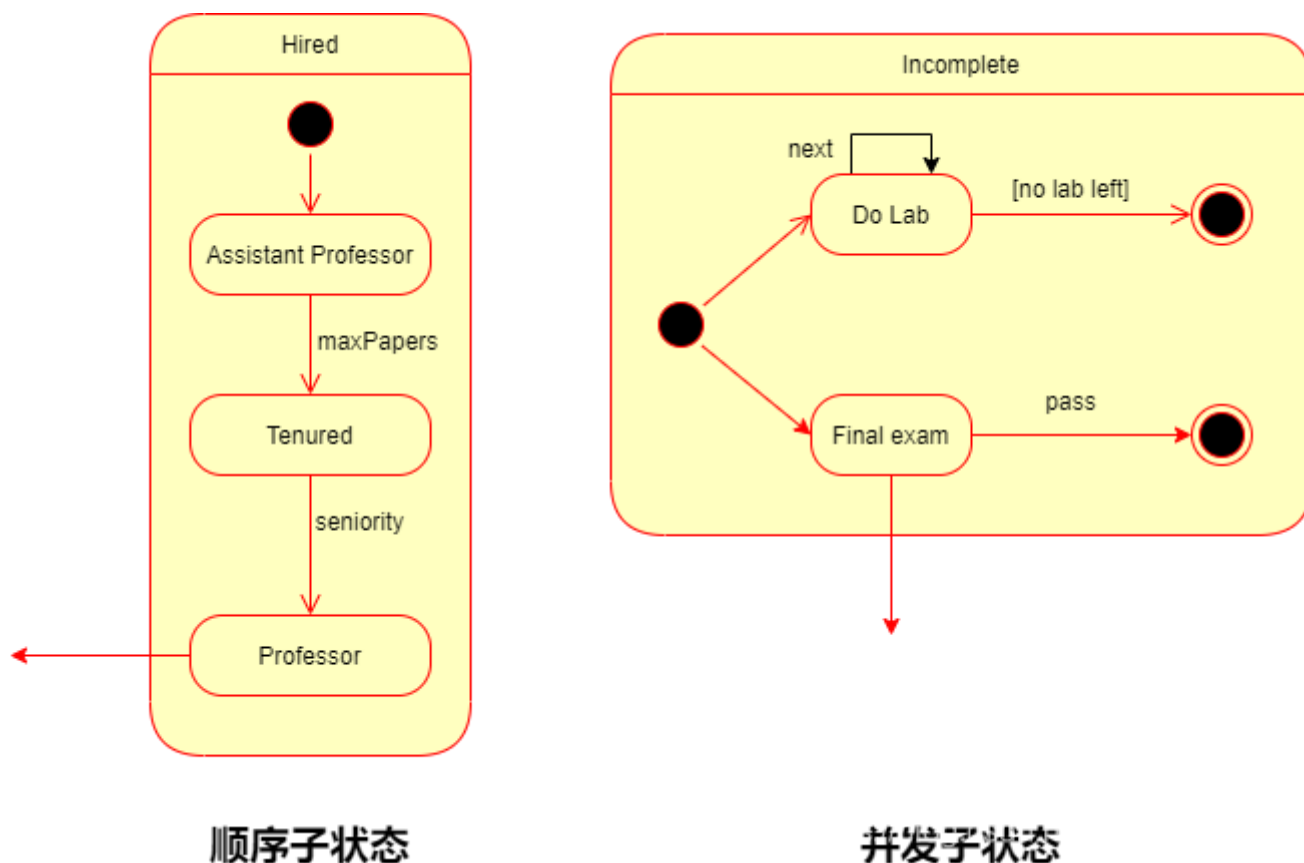 Hired
Assistant Professor
maxPapers
Tenured
seniority
Professor
顺序子状态
Incomplete
next
Do Lab
[no lab left]
Final exam
pass
并发子状态